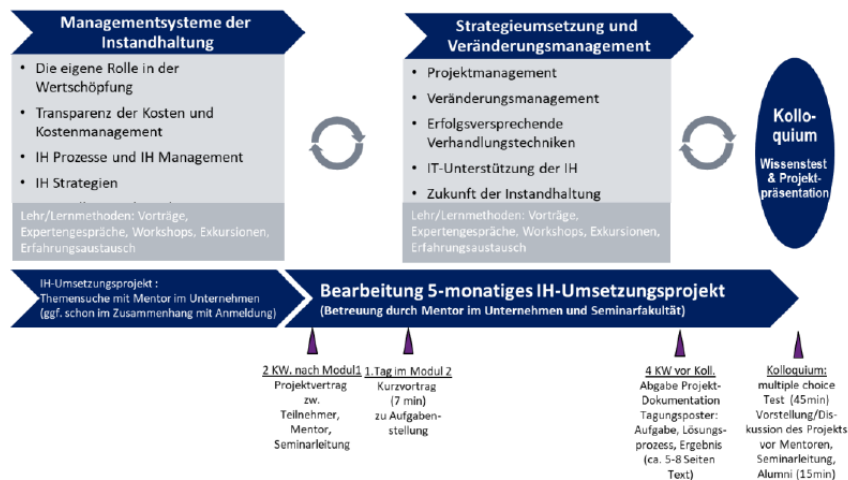 Managementsysteme der
Instandhaltung
• Die eigene Rolle in der
Wertschöpfung
• Transparenz der Kosten und
Kostenmanagement
• IH Prozesse und IH Management
• IH Strategien
Lehr/Lernmethoden: Vorträge,
Expertengespräche, Workshops, Exkursionen,
Erfahrungsaustausch
Strategieumsetzung und
Veränderungsmanagement
• Projektmanagement
• Veränderungsmanagement
• Erfolgsversprechende
Verhandlungstechniken
• IT-Unterstützung der IH
• Zukunft der Instandhaltung
Lehr/Lernmethoden: Vorträge,
Expertengespräche, Workshops, Exkursionen,
Erfahrungsaustausch
Kollo-
quium
Wissenstest
& Projekt-
präsentation
IH-Umsetzungsprojekt :
Themensuche mit Mentor im Unternehmen
(ggf. schon im Zusammenhang mit Anmeldung)
Bearbeitung 5-monatiges IH-Umsetzungsprojekt
(Betreuung durch Mentor im Unternehmen und Seminarfakultät)
2 KW. nach Modul1
Projektvertrag
zw.
Teilnehmer,
Mentor,
Seminarleitung
1.Tag im Modul 2
Kurzvortrag
(7 min)
zu Aufgaben-
stellung
4 KW vor Koll.
Abgabe Projekt-
Dokumentation
Tagungsposter:
Aufgabe, Lösungs-
prozess, Ergebnis
(ca. 5-8 Seiten
Text)
Kolloquium:
multiple choice
Test (45min)
Vorstellung/Dis-
kussion des Projekts
vor Mentoren,
Seminarleitung,
Alumni (15min)